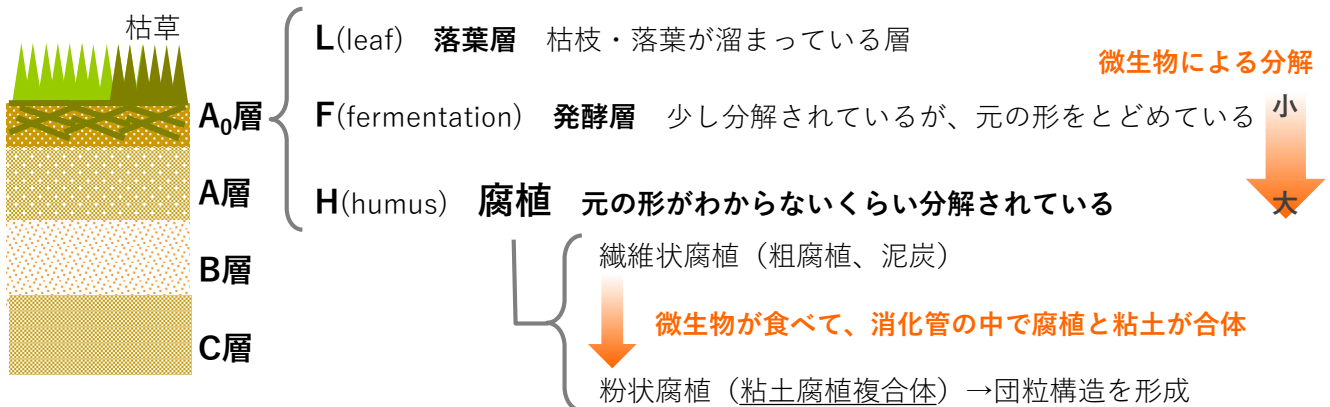 枯草
A0層
A層
B層
C層
L(leaf) 落葉層 枯枝・落葉が溜まっている層
微生物による分解
F(fermentation) 発酵層 少し分解されているが、元の形をとどめている
小
大
H(humus) 腐植 元の形がわからないくらい分解されている
繊維状腐植（粗腐植、泥炭）
微生物が食べて、消化管の中で腐植と粘土が合体
粉状腐植（粘土腐植複合体）→団粒構造を形成